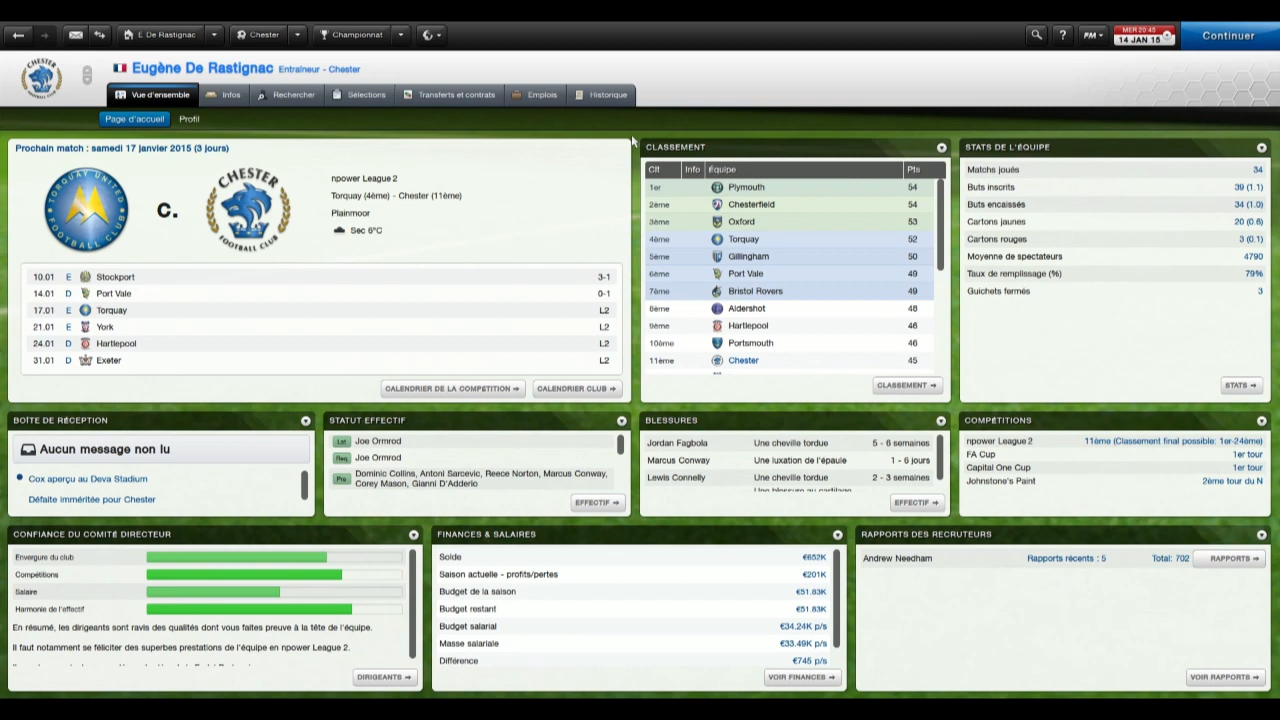 E. De Rastignac
Chester
Championnat
FM
MER 20:45
14 JAN 15
Continuer
CHESTER
FOOTBALL CLUB
Eugène De Rastignac Entraîneur - Chester
Vue d'ensemble
Infos
Rechercher
Sélections
Transferts et contrats
Emplois
Historique
Page d'accueil
Profil
Prochain match : samedi 17 janvier 2015 (3 jours)
TORQUAY UNITED
FOOTBALL CLUB
c.
CHESTER
FOOTBALL CLUB
npower League 2
Torquay (4ème) - Chester (11ème)
Plainmoor
Sec 6°C
10.01 E Stockport 3-1
14.01 D Port Vale 0-1
17.01 E Torquay L2
21.01 E York L2
24.01 D Hartlepool L2
31.01 D Exeter L2
CALENDRIER DE LA COMPÉTITION
CALENDRIER CLUB
CLASSEMENT
Clt Info Équipe Pts
1er Plymouth 54
2ème Chesterfield 54
3ème Oxford 53
4ème Torquay 52
5ème Gillingham 50
6ème Port Vale 49
7ème Bristol Rovers 49
8ème Aldershot 48
9ème Hartlepool 46
10ème Portsmouth 46
11ème Chester 45
CLASSEMENT
STATS DE L'ÉQUIPE
Matchs joués 34
Buts inscrits 39 (1.1)
Buts encaissés 34 (1.0)
Cartons jaunes 20 (0.6)
Cartons rouges 3 (0.1)
Moyenne de spectateurs 4790
Taux de remplissage (%) 79%
Guichets fermés 3
STATS
BOÎTE DE RÉCEPTION
Aucun message non lu
Cox aperçu au Deva Stadium
Défaite imméritée pour Chester
STATUT EFFECTIF
Lst Joe Ormrod
Req Joe Ormrod
Pre Dominic Collins, Antoni Sarcevic, Reece Norton, Marcus Conway,
Corey Mason, Gianni D'Adderio
EFFECTIF
BLESSURES
Jordan Fagbola Une cheville tordue 5 - 6 semaines
Marcus Conway Une luxation de l'épaule 1 - 6 jours
Lewis Connelly Une cheville tordue 2 - 3 semaines
Une blessure au cartilage
EFFECTIF
COMPÉTITIONS
npower League 2 11ème (Classement final possible: 1er-24ème)
FA Cup 1er tour
Capital One Cup 1er tour
Johnstone's Paint 2ème tour du N
CONFIANCE DU COMITÉ DIRECTEUR
Envergure du club
Compétitions
Salaire
Harmonie de l'effectif
En résumé, les dirigeants sont ravis des qualités dont vous faites preuve à la tête de l'équipe.
Il faut notamment se féliciter des superbes prestations de l'équipe en npower League 2.
DIRIGEANTS
FINANCES & SALAIRES
Solde €652K
Saison actuelle - profits/pertes €201K
Budget de la saison €51.83K
Budget restant €51.83K
Budget salarial €34.24K p/s
Masse salariale €33.49K p/s
Différence €745 p/s
VOIR FINANCES
RAPPORTS DES RECRUTEURS
Andrew Needham Rapports récents : 5 Total: 702 RAPPORTS
VOIR RAPPORTS